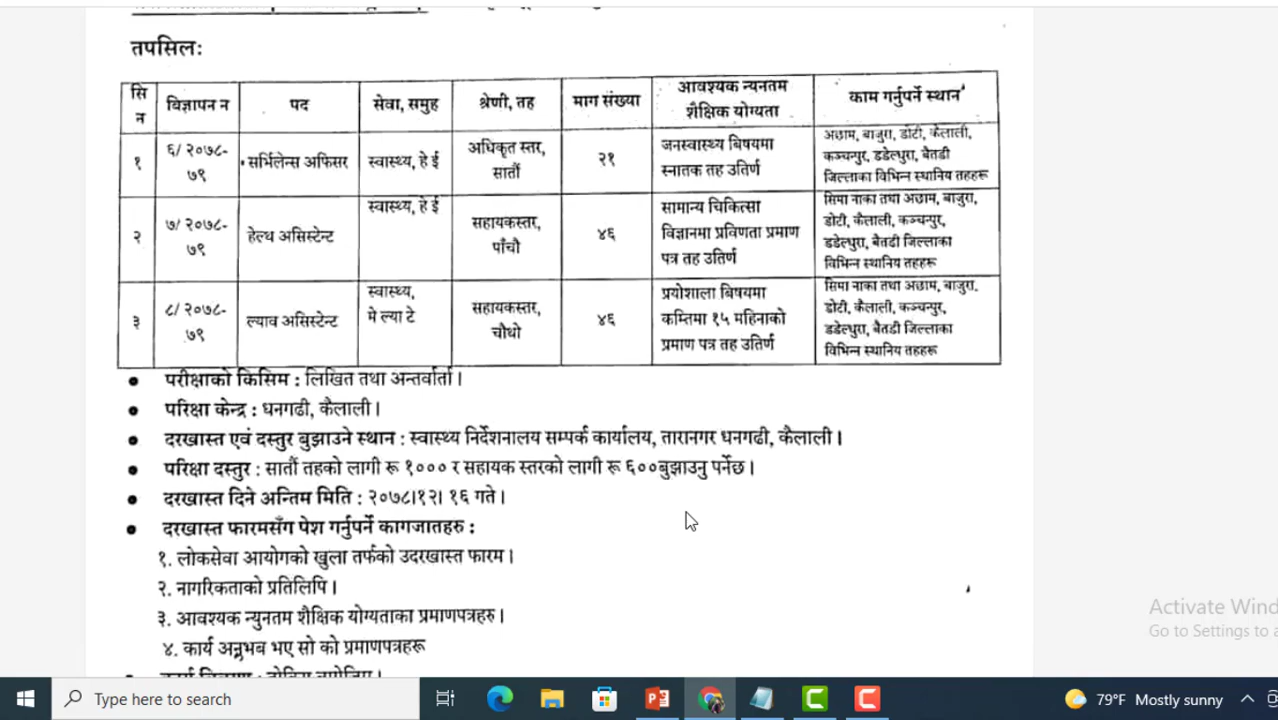 तपसिल:
सि न विज्ञापन न पद सेवा, समुह श्रेणी, तह माग संख्या आवश्यक न्यनतम शैक्षिक योग्यता काम गर्नुपर्ने स्थान
१ ६/ २०७८-७९ सर्भिलेन्स अफिसर स्वास्थ्य, हे ई अधिकृत स्तर, सातौं २१ जनस्वास्थ्य बिषयमा स्नातक तह उतिर्ण अछाम, बाजुरा, डोटी, कैलाली, कञ्चनपुर, डडेल्धुरा, बैतडी जिल्लाका विभिन्न स्थानिय तहहरू
२ ७/ २०७८-७९ हेल्थ असिस्टेन्ट स्वास्थ्य, हे ई सहायकस्तर, पाँचौ ४६ सामान्य चिकित्सा विज्ञानमा प्रविणता प्रमाण पत्र तह उतिर्ण सिमा नाका तथा अछाम, बाजुरा, डोटी, कैलाली, कञ्चनपुर, डडेल्धुरा, बैतडी जिल्लाका विभिन्न स्थानिय तहहरू
३ ८/ २०७८-७९ ल्याव असिस्टेन्ट स्वास्थ्य, मे ल्या टे सहायकस्तर, चौथो ४६ प्रयोशाला बिषयमा कम्तिमा १५ महिनाको प्रमाण पत्र तह उतिर्ण सिमा नाका तथा अछाम, बाजुरा, डोटी, कैलाली, कञ्चनपुर, डडेल्धुरा, बैतडी जिल्लाका विभिन्न स्थानिय तहहरू
• परीक्षाको किसिम : लिखित तथा अन्तर्वार्ता।
• परिक्षा केन्द्र : धनगढी, कैलाली।
• दरखास्त एवं दस्तुर बुझाउने स्थान : स्वास्थ्य निर्देशनालय सम्पर्क कार्यालय, तारानगर धनगढी, कैलाली।
• परिक्षा दस्तुर : सातौं तहको लागी रू १००० र सहायक स्तरको लागी रू ६००बुझाउनु पर्नेछ।
• दरखास्त दिने अन्तिम मिति : २०७८।१२। १६ गते।
• दरखास्त फारमसँग पेश गर्नुपर्ने कागजातहरु :
१. लोकसेवा आयोगको खुला तर्फको उदरखास्त फारम।
२. नागरिकताको प्रतिलिपि।
३. आवश्यक न्युनतम शैक्षिक योग्यताका प्रमाणपत्रहरु।
४. कार्य अनुभब भए सो को प्रमाणपत्रहरू
Activate Wind
Go to Settings to a
Type here to search
79°F Mostly sunny